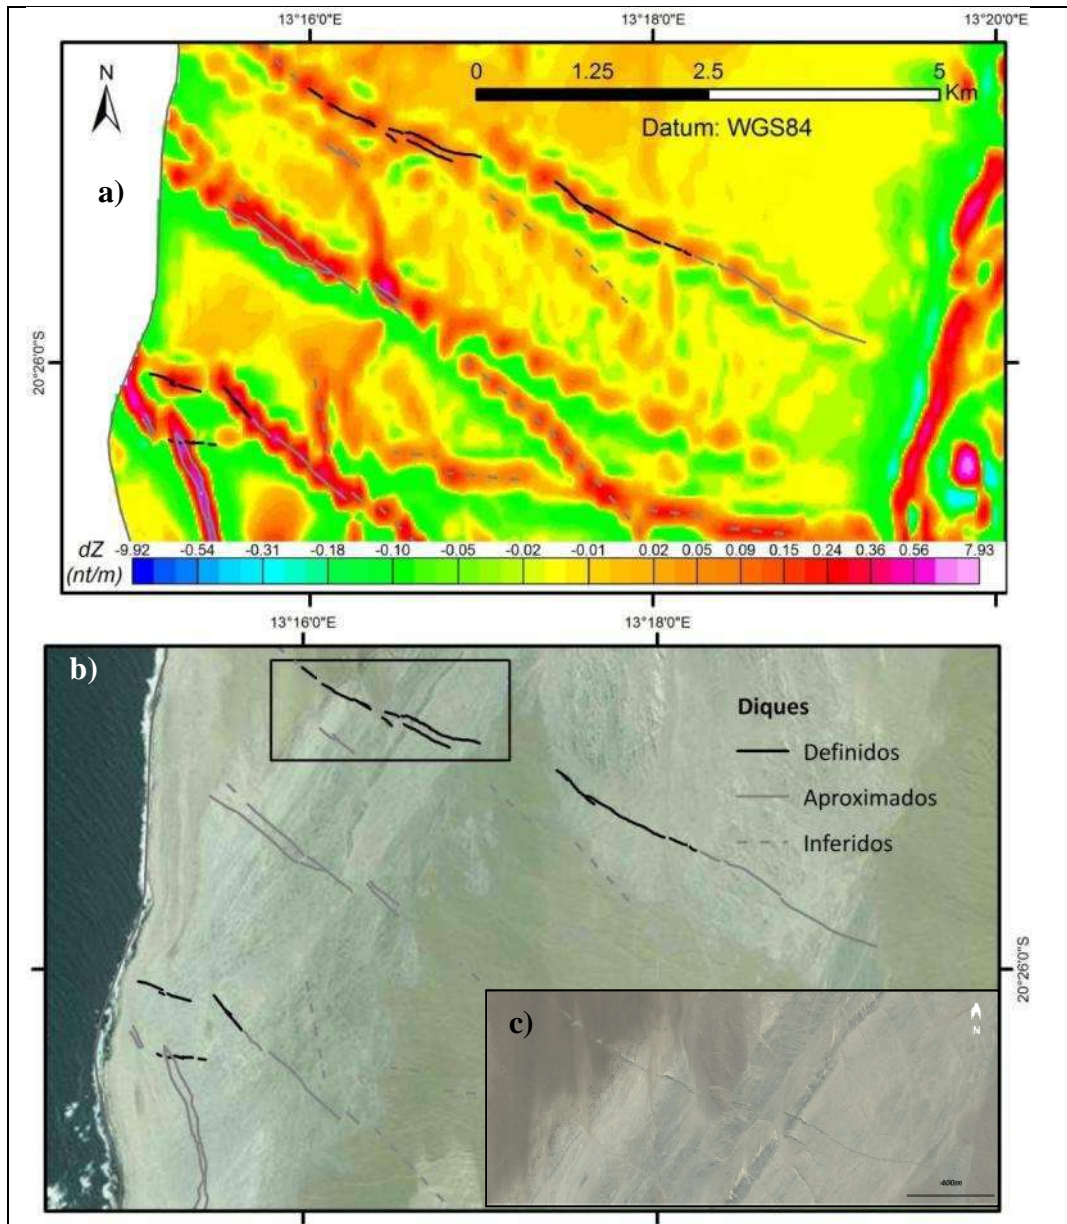 13°16'0"E 13°18'0"E 13°20'0"E
N
0 1.25 2.5 5
Km
Datum: WGS84
a)
20°26'0"S
dZ -9.92 -0.54 -0.31 -0.18 -0.10 -0.05 -0.02 -0.01 0.02 0.05 0.09 0.15 0.24 0.36 0.56 7.93
(nt/m)
13°16'0"E 13°18'0"E
b)
Diques
Definidos
Aproximados
Inferidos
20°26'0"S
c)
N
400m